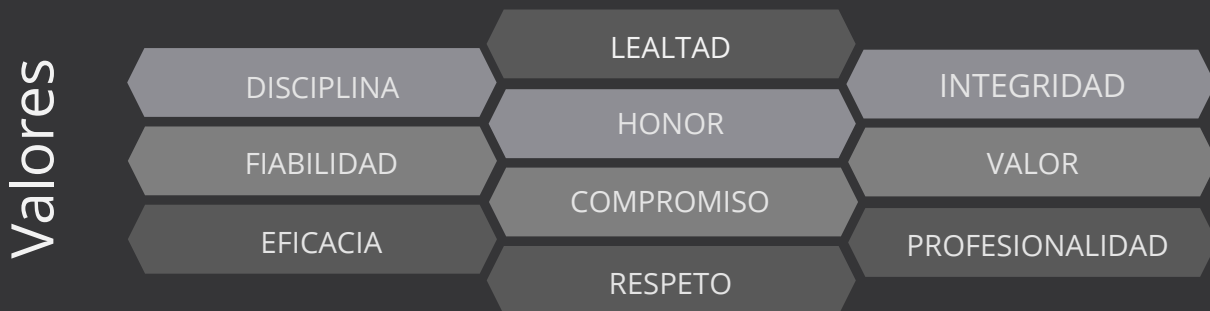 Valores
DISCIPLINA
FIABILIDAD
EFICACIA
LEALTAD
HONOR
COMPROMISO
RESPETO
INTEGRIDAD
VALOR
PROFESIONALIDAD